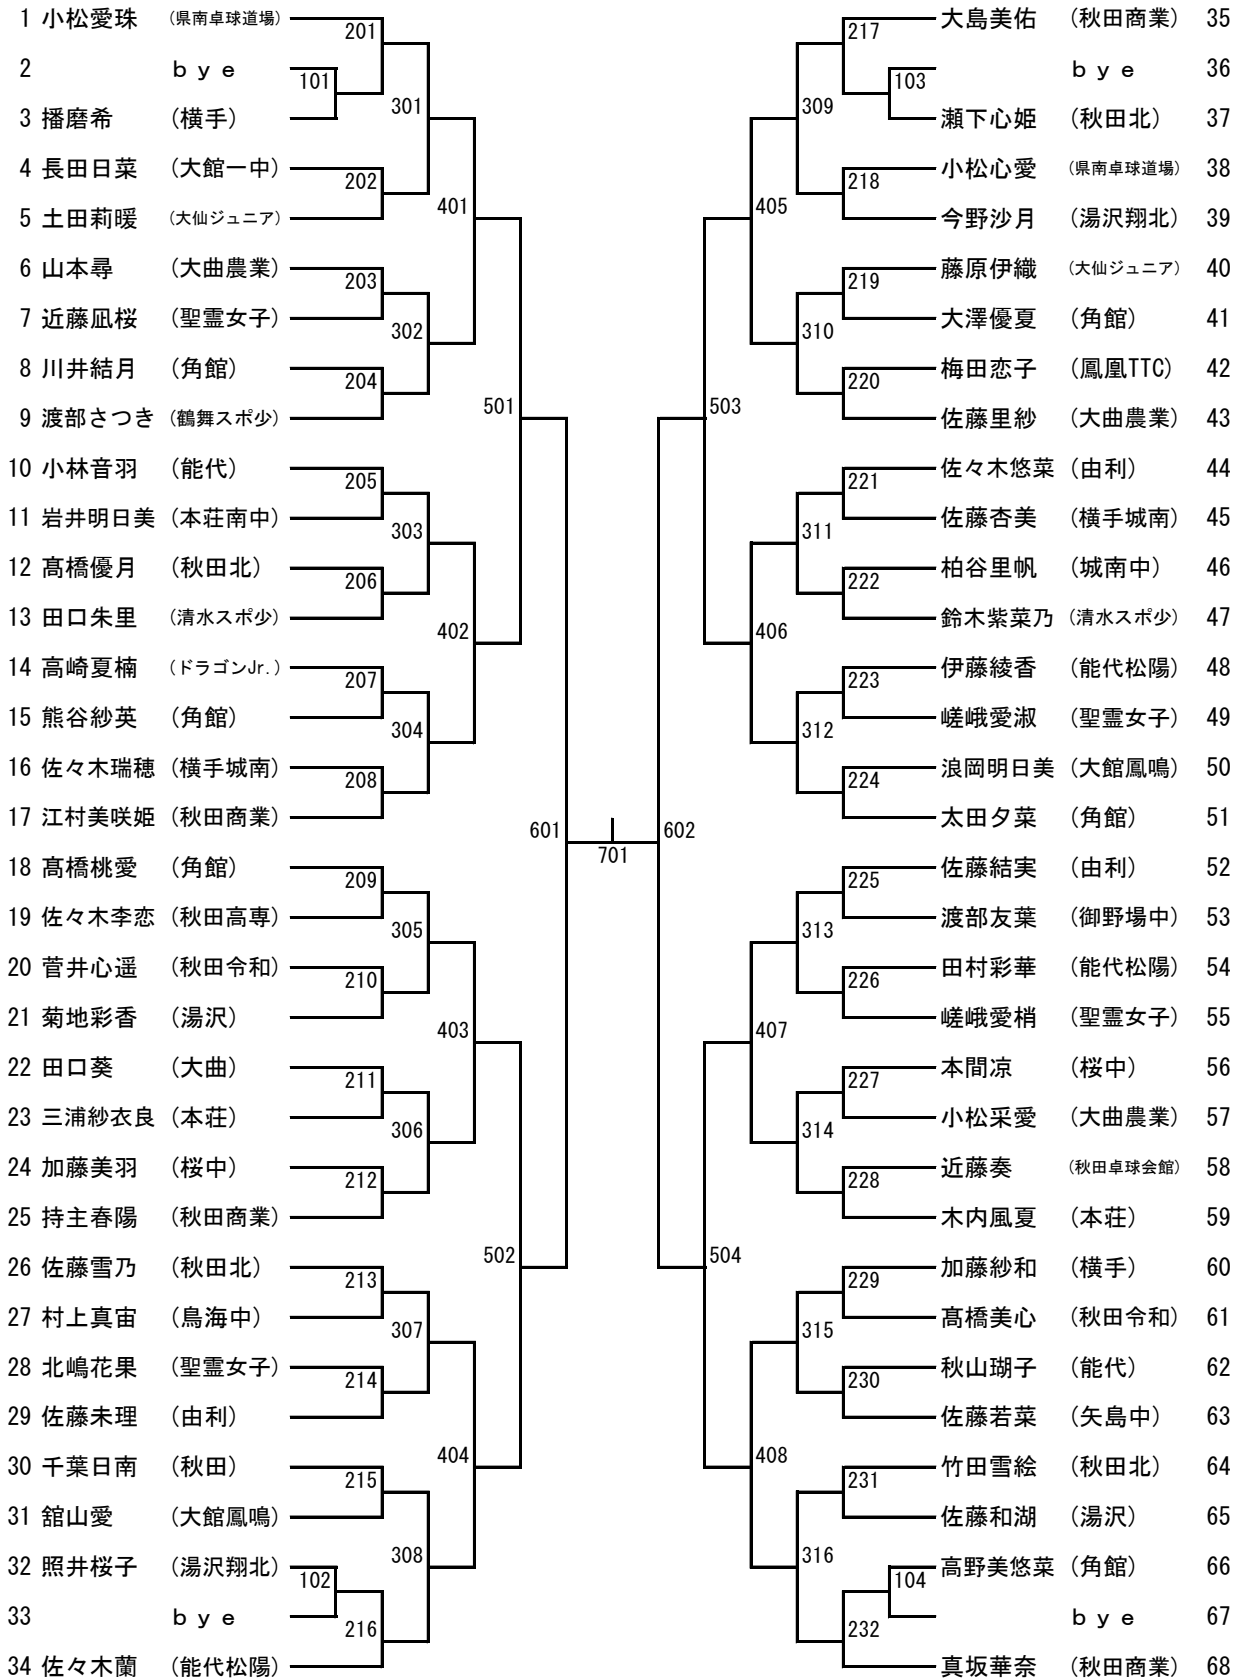 1 小松愛珠 （県南卓球道場）
2 ｂｙｅ
3 播磨希 （横手）
4 長田日菜 （大館一中）
5 土田莉暖 （大仙ジュニア）
6 山本尋 （大曲農業）
7 近藤凪桜 （聖霊女子）
8 川井結月 （角館）
9 渡部さつき （鶴舞スポ少）
10 小林音羽 （能代）
11 岩井明日美 （本荘南中）
12 髙橋優月 （秋田北）
13 田口朱里 （清水スポ少）
14 高崎夏楠 （ドラゴンJr.）
15 熊谷紗英 （角館）
16 佐々木瑞穂 （横手城南）
17 江村美咲姫 （秋田商業）
18 髙橋桃愛 （角館）
19 佐々木李恋 （秋田高専）
20 菅井心遥 （秋田令和）
21 菊地彩香 （湯沢）
22 田口葵 （大曲）
23 三浦紗衣良 （本荘）
24 加藤美羽 （桜中）
25 持主春陽 （秋田商業）
26 佐藤雪乃 （秋田北）
27 村上真宙 （鳥海中）
28 北嶋花果 （聖霊女子）
29 佐藤未理 （由利）
30 千葉日南 （秋田）
31 舘山愛 （大館鳳鳴）
32 照井桜子 （湯沢翔北）
33 ｂｙｅ
34 佐々木蘭 （能代松陽）
101
102
201
202
203
204
205
206
207
208
209
210
211
212
213
214
215
216
301
302
303
304
305
306
307
308
401
402
403
404
501
502
601
701
602
503
504
405
406
407
408
309
310
311
312
313
314
315
316
217
218
219
220
221
222
223
224
225
226
227
228
229
230
231
232
103
104
大島美佑 （秋田商業） 35
ｂｙｅ 36
瀬下心姫 （秋田北） 37
小松心愛 （県南卓球道場） 38
今野沙月 （湯沢翔北） 39
藤原伊織 （大仙ジュニア） 40
大澤優夏 （角館） 41
梅田恋子 （鳳凰TTC） 42
佐藤里紗 （大曲農業） 43
佐々木悠菜 （由利） 44
佐藤杏美 （横手城南） 45
柏谷里帆 （城南中） 46
鈴木紫菜乃 （清水スポ少） 47
伊藤綾香 （能代松陽） 48
嵯峨愛淑 （聖霊女子） 49
浪岡明日美 （大館鳳鳴） 50
太田夕菜 （角館） 51
佐藤結実 （由利） 52
渡部友葉 （御野場中） 53
田村彩華 （能代松陽） 54
嵯峨愛梢 （聖霊女子） 55
本間凉 （桜中） 56
小松采愛 （大曲農業） 57
近藤奏 （秋田卓球会館） 58
木内風夏 （本荘） 59
加藤紗和 （横手） 60
髙橋美心 （秋田令和） 61
秋山瑚子 （能代） 62
佐藤若菜 （矢島中） 63
竹田雪絵 （秋田北） 64
佐藤和湖 （湯沢） 65
高野美悠菜 （角館） 66
ｂｙｅ 67
真坂華奈 （秋田商業） 68